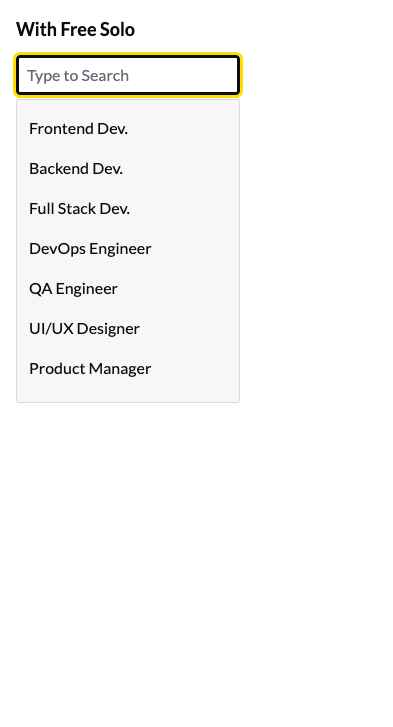 With Free Solo
Type to Search
Frontend Dev.
Backend Dev.
Full Stack Dev.
DevOps Engineer
QA Engineer
UI/UX Designer
Product Manager